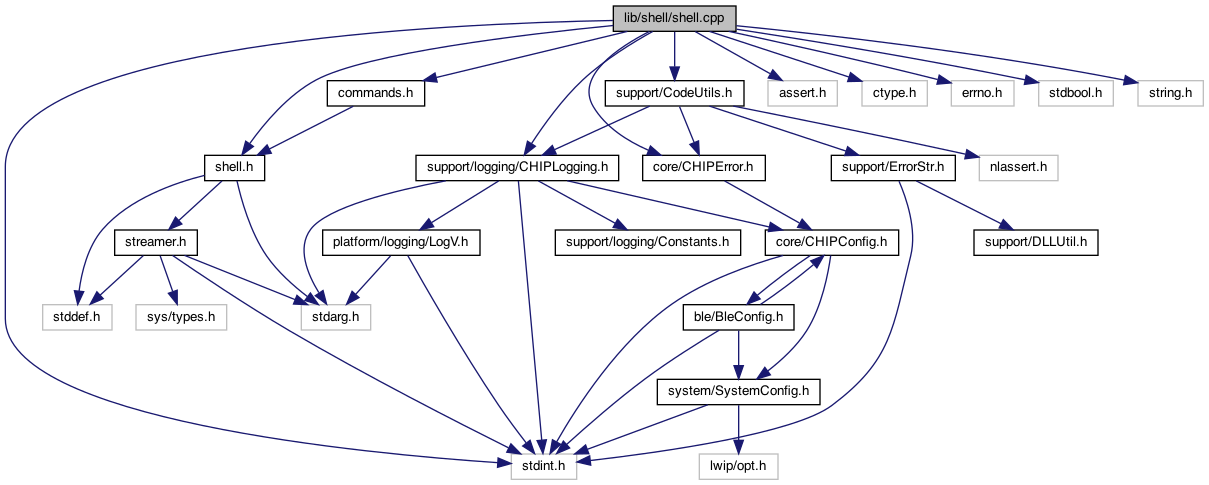 lib/shell/shell.cpp
commands.h
support/CodeUtils.h
assert.h
ctype.h
errno.h
stdbool.h
string.h
shell.h
support/logging/CHIPLogging.h
core/CHIPError.h
support/ErrorStr.h
nlassert.h
streamer.h
platform/logging/LogV.h
support/logging/Constants.h
core/CHIPConfig.h
support/DLLUtil.h
stddef.h
sys/types.h
stdarg.h
ble/BleConfig.h
system/SystemConfig.h
stdint.h
lwip/opt.h